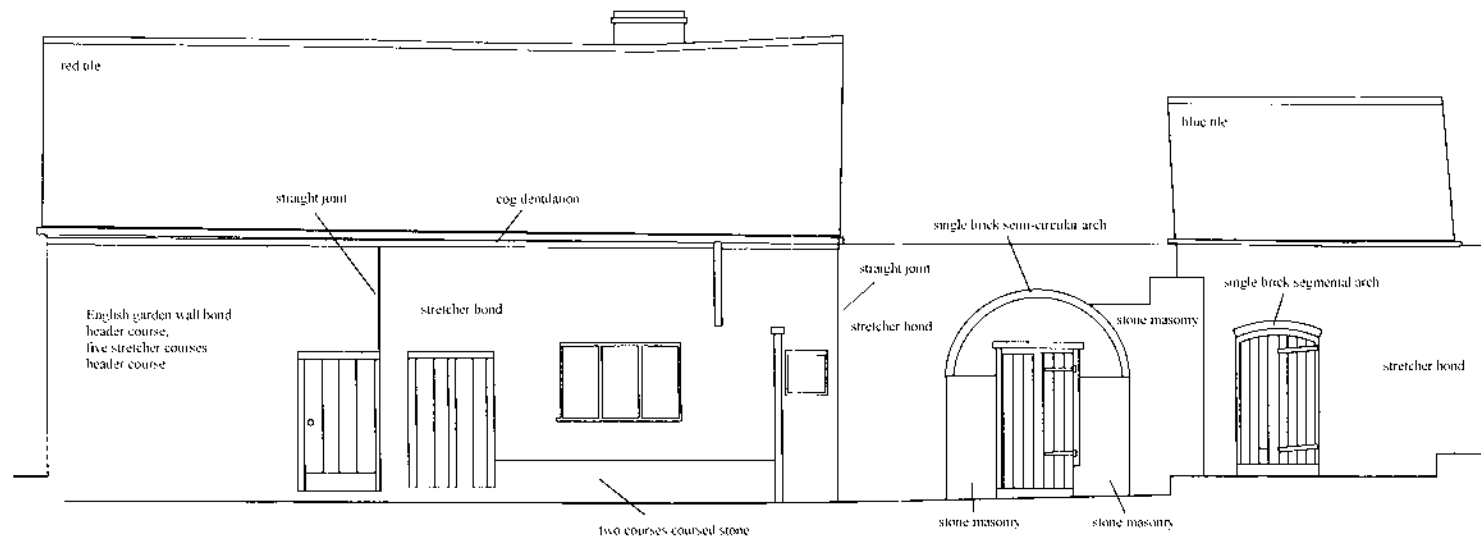 red tile
blue tile
straight joint
cog dentilation
single brick semi-circular arch
straight joint
single brick segmental arch
English garden wall bond
header course,
five stretcher courses
header course
stretcher bond
stretcher bond
stone masonry
stretcher bond
two courses coursed stone
stone masonry
stone masonry